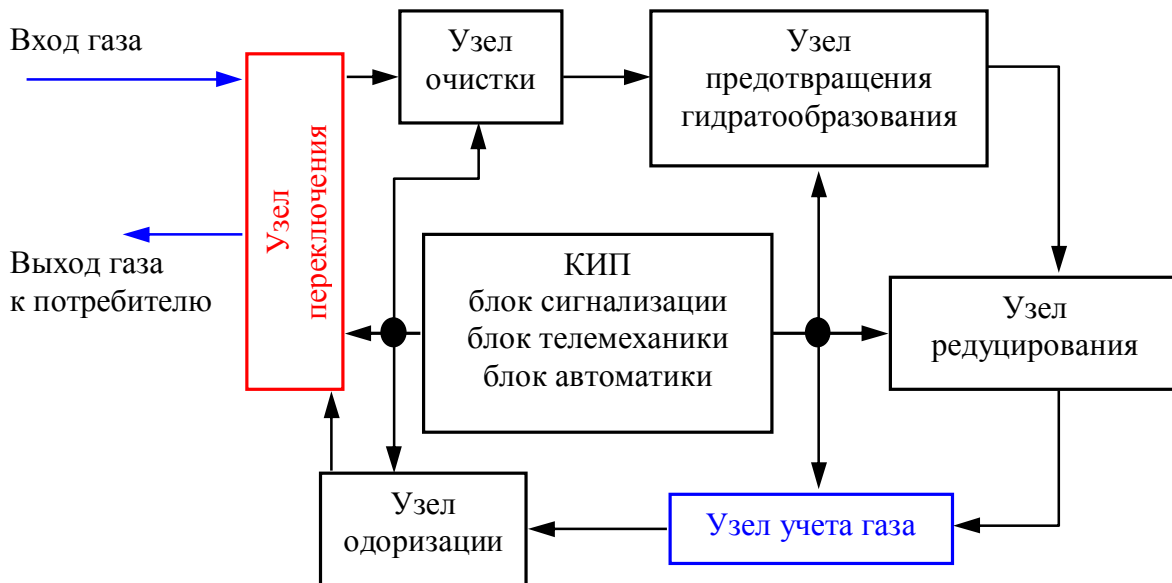 Вход газа
Выход газа
к потребителю
Узел
переключения
Узел
очистки
Узел
предотвращения
гидратообразования
КИП
блок сигнализации
блок телемеханики
блок автоматики
Узел
редуцирования
Узел
одоризации
Узел учета газа